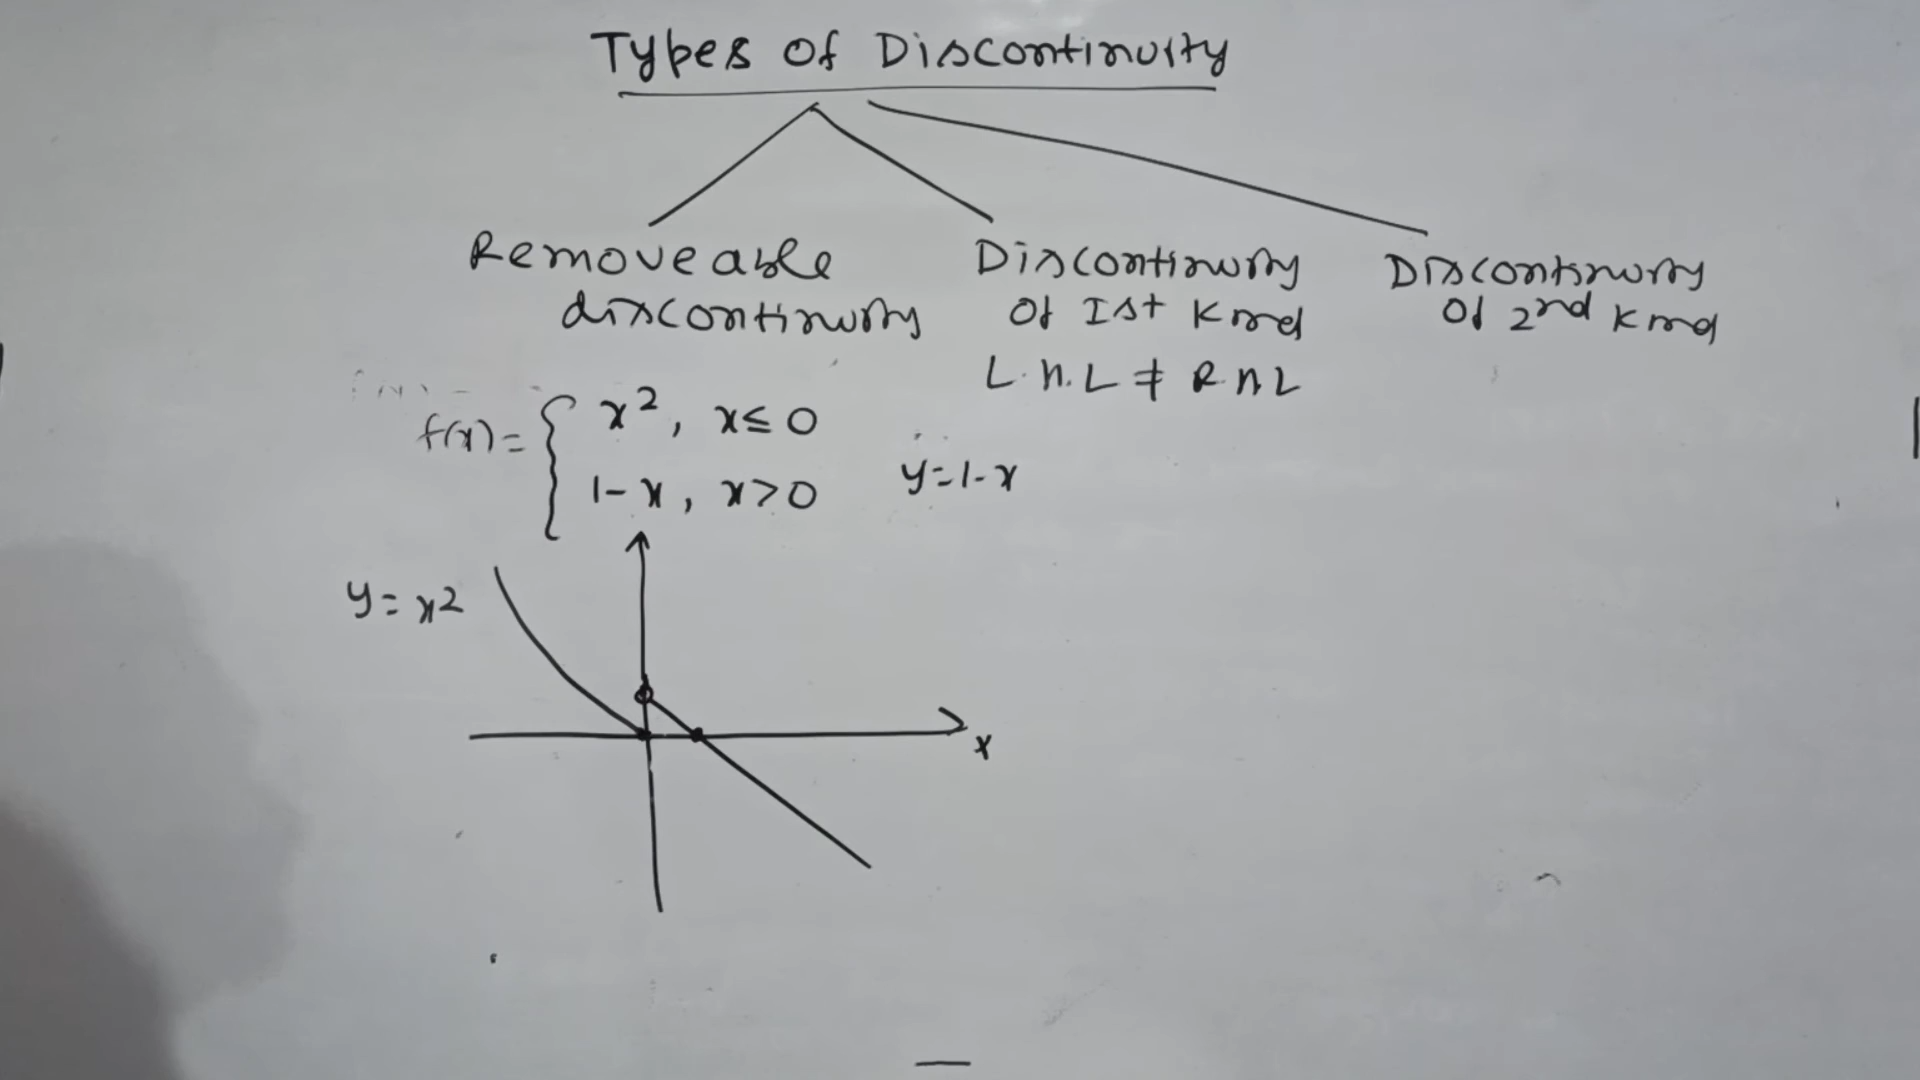 Types Of Discontinuity
Removeable discontinuity
Discontinuity Of Ist Kind
L.H.L ≠ R H L
Discontinuity Of 2nd Kind
f(x) = { x², x ≤ 0
1 - x, x > 0
y = 1 - x
y = x²
x